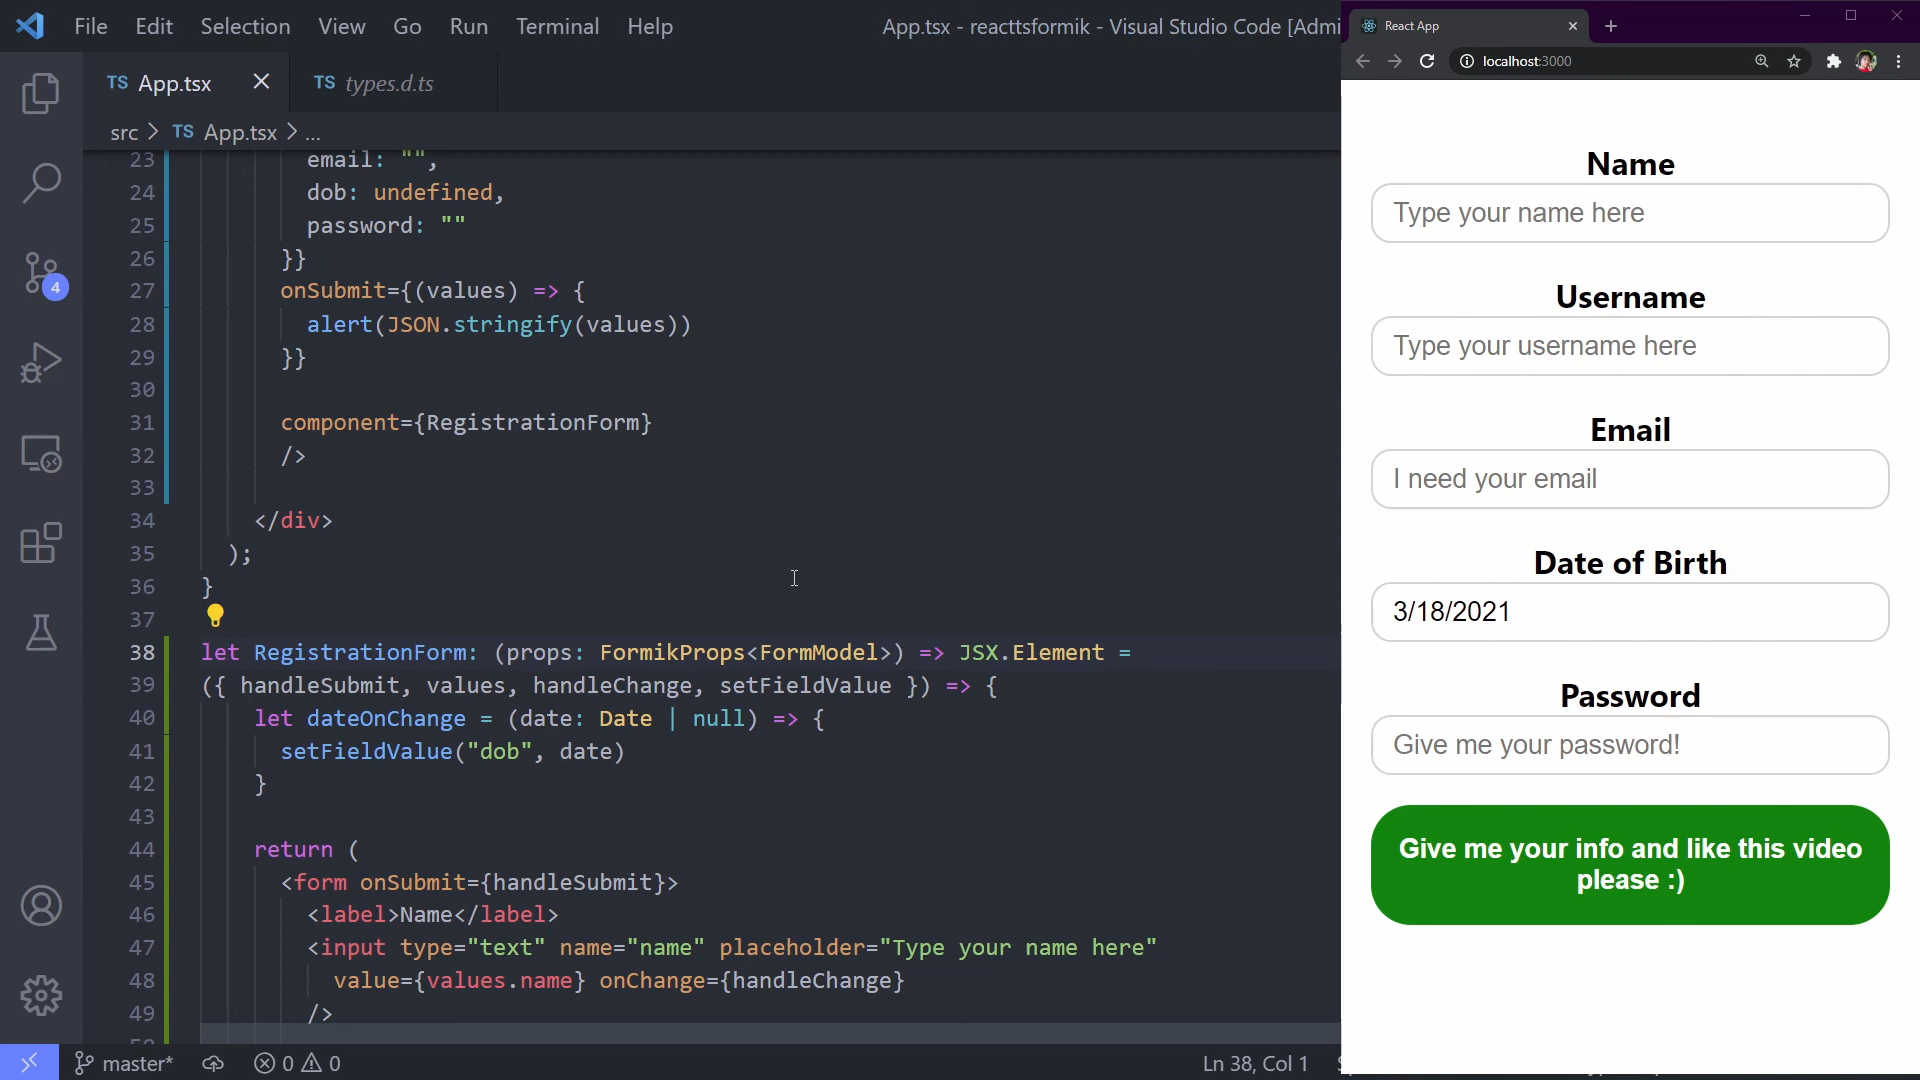 File Edit Selection View Go Run Terminal Help
App.tsx - reacttsformik - Visual Studio Code [Admi
TS App.tsx
TS types.d.ts
src > TS App.tsx > ...
23 email: "",
24 dob: undefined,
25 password: ""
26 }}
27 onSubmit={(values) => {
28 alert(JSON.stringify(values))
29 }}
30
31 component={RegistrationForm}
32 />
33
34 </div>
35 );
36 }
37
38 let RegistrationForm: (props: FormikProps<FormModel>) => JSX.Element =
39 ({ handleSubmit, values, handleChange, setFieldValue }) => {
40 let dateOnChange = (date: Date | null) => {
41 setFieldValue("dob", date)
42 }
43
44 return (
45 <form onSubmit={handleSubmit}>
46 <label>Name</label>
47 <input type="text" name="name" placeholder="Type your name here"
48 value={values.name} onChange={handleChange}
49 />
4
master* 0 0
Ln 38, Col 1
React App
localhost:3000
Name
Type your name here
Username
Type your username here
Email
I need your email
Date of Birth
3/18/2021
Password
Give me your password!
Give me your info and like this video
please :)